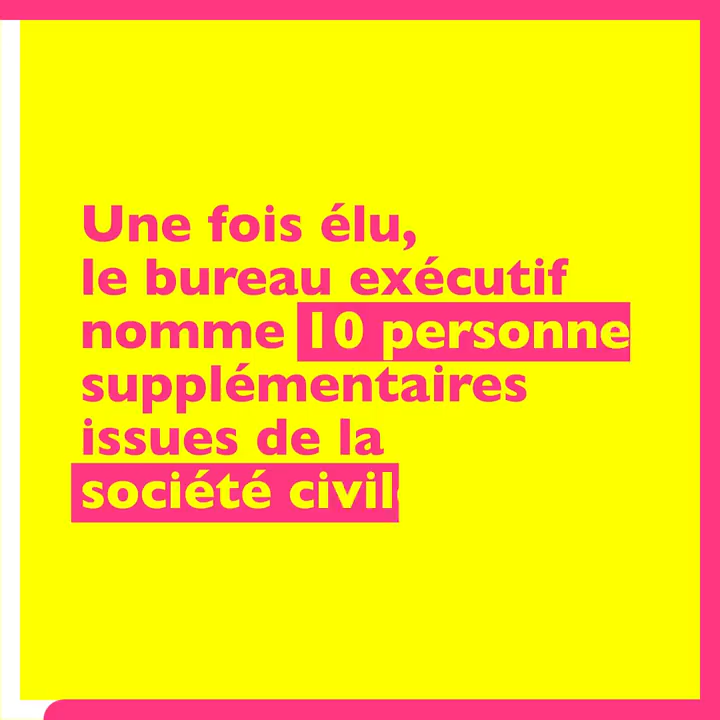 Une fois élu,
le bureau exécutif
nomme 10 personne
supplémentaires
issues de la
société civil